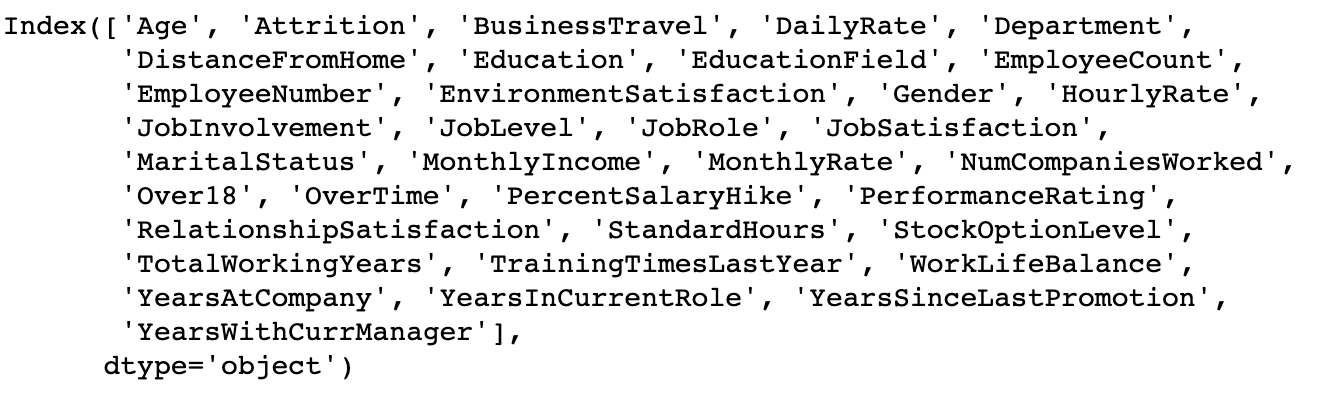 Index(['Age', 'Attrition', 'BusinessTravel', 'DailyRate', 'Department',
'DistanceFromHome', 'Education', 'EducationField', 'EmployeeCount',
'EmployeeNumber', 'EnvironmentSatisfaction', 'Gender', 'HourlyRate',
'JobInvolvement', 'JobLevel', 'JobRole', 'JobSatisfaction',
'MaritalStatus', 'MonthlyIncome', 'MonthlyRate', 'NumCompaniesWorked',
'Over18', 'OverTime', 'PercentSalaryHike', 'PerformanceRating',
'RelationshipSatisfaction', 'StandardHours', 'StockOptionLevel',
'TotalWorkingYears', 'TrainingTimesLastYear', 'WorkLifeBalance',
'YearsAtCompany', 'YearsInCurrentRole', 'YearsSinceLastPromotion',
'YearsWithCurrManager'],
dtype='object')